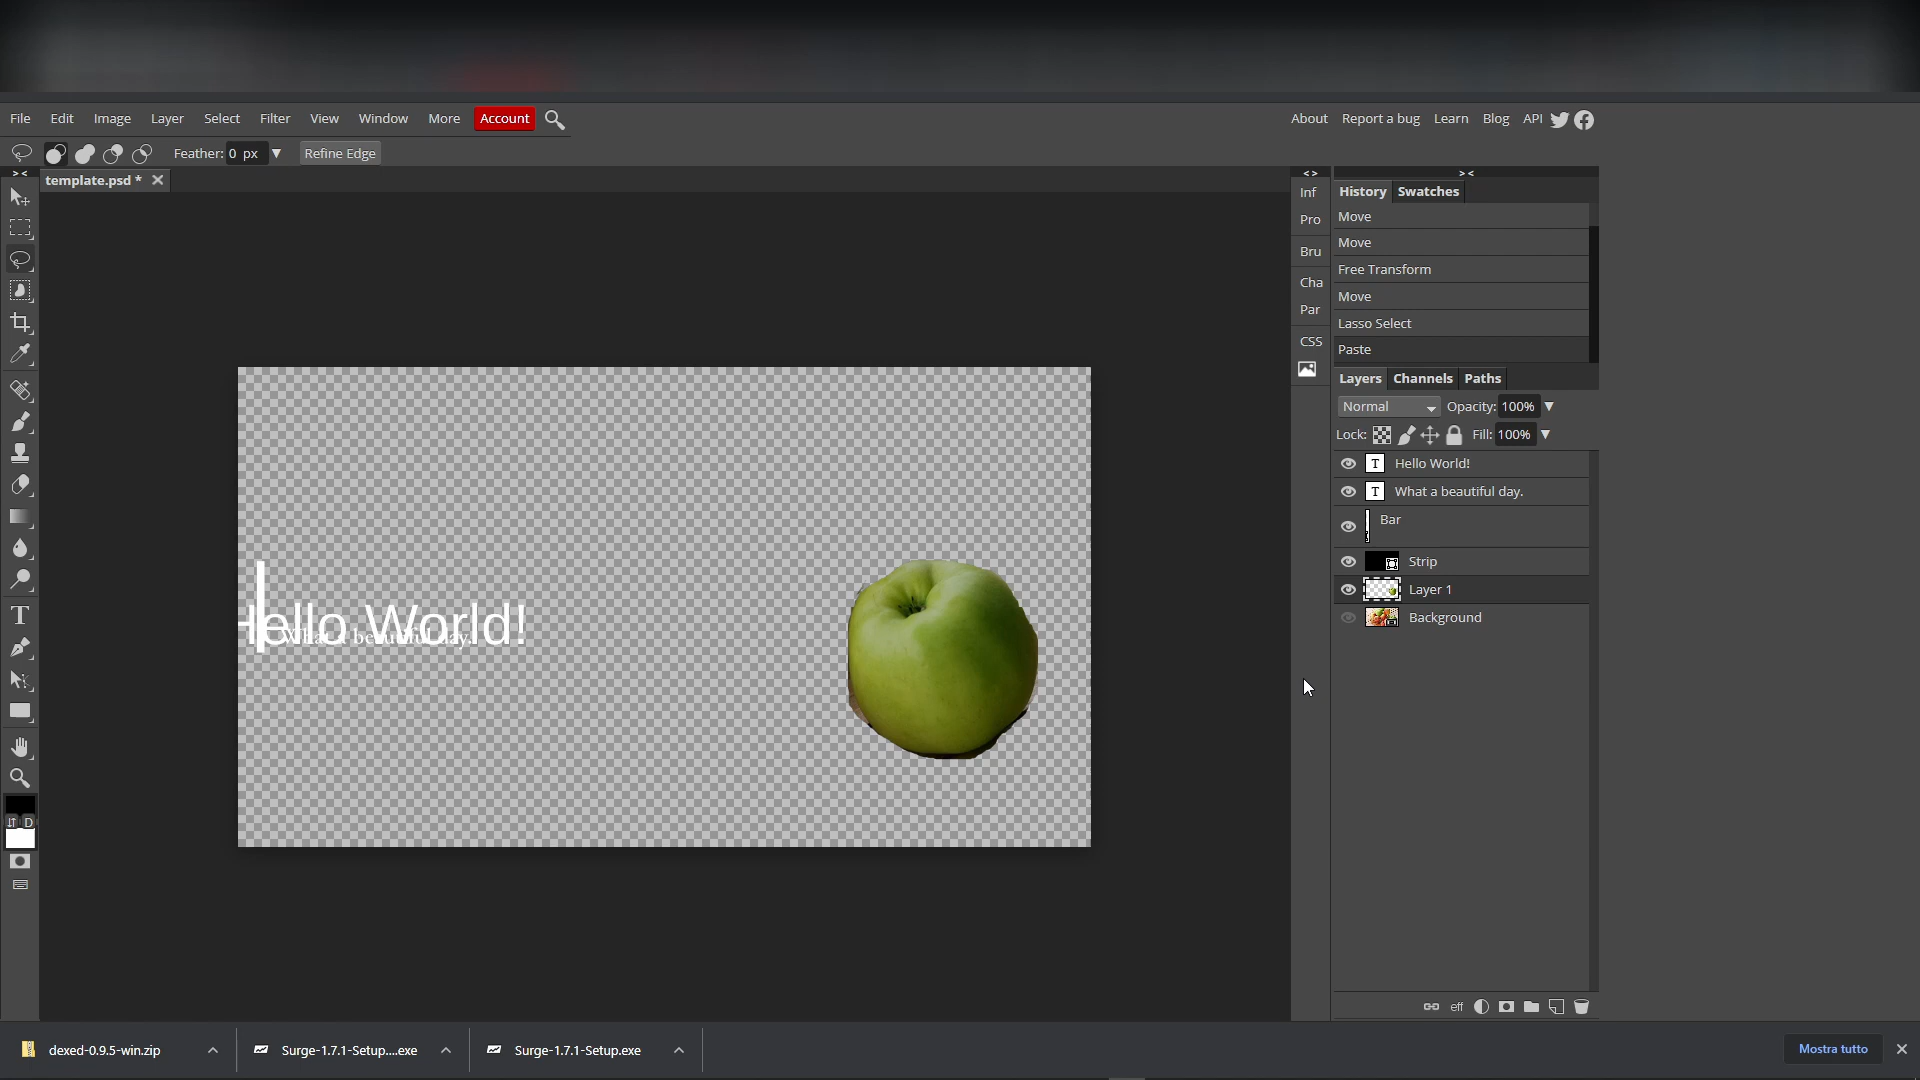 File Edit Image Layer Select Filter View Window More Account About Report a bug Learn Blog API
Feather: 0 px Refine Edge
template.psd *
Inf
Pro
Bru
Cha
Par
CSS
History Swatches
Move
Move
Free Transform
Move
Lasso Select
Paste
Layers Channels Paths
Normal Opacity: 100%
Lock: Fill: 100%
T Hello World!
T What a beautiful day.
Bar
Strip
Layer 1
Background
eff
Hello World!
What a beautiful day.
T
D
dexed-0.9.5-win.zip Surge-1.7.1-Setup....exe Surge-1.7.1-Setup.exe Mostra tutto